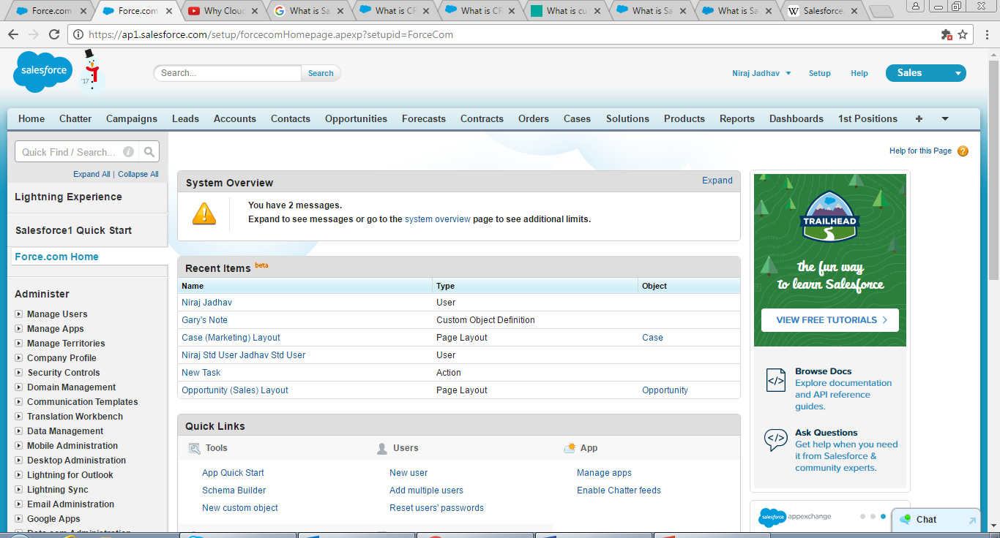 Force.com
Force.com
Why Clou
What is Sa
What is CF
What is CF
What is cu
What is Sa
What is Sa
Salesforce
https://ap1.salesforce.com/setup/forcecomHomepage.apexp?setupid=ForceCom
salesforce
'17
Search...
Search
Niraj Jadhav
Setup
Help
Sales
Home Chatter Campaigns Leads Accounts Contacts Opportunities Forecasts Contracts Orders Cases Solutions Products Reports Dashboards 1st Positions +
Quick Find / Search...
Expand All | Collapse All
Lightning Experience
Salesforce1 Quick Start
Force.com Home
Administer
Manage Users
Manage Apps
Manage Territories
Company Profile
Security Controls
Domain Management
Communication Templates
Translation Workbench
Data Management
Mobile Administration
Desktop Administration
Lightning for Outlook
Lightning Sync
Email Administration
Google Apps
Data.com Administration
Help for this Page ?
System Overview
Expand
You have 2 messages.
Expand to see messages or go to the system overview page to see additional limits.
Recent Items beta
Name Type Object
Niraj Jadhav User
Gary's Note Custom Object Definition
Case (Marketing) Layout Page Layout Case
Niraj Std User Jadhav Std User User
New Task Action
Opportunity (Sales) Layout Page Layout Opportunity
Quick Links
Tools Users App
App Quick Start New user Manage apps
Schema Builder Add multiple users Enable Chatter feeds
New custom object Reset users' passwords
TRAILHEAD
the fun way
to learn Salesforce
VIEW FREE TUTORIALS
Browse Docs
Explore documentation
and API reference
guides.
Ask Questions
Get help when you need
it from Salesforce &
community experts.
salesforce appexchange
Chat